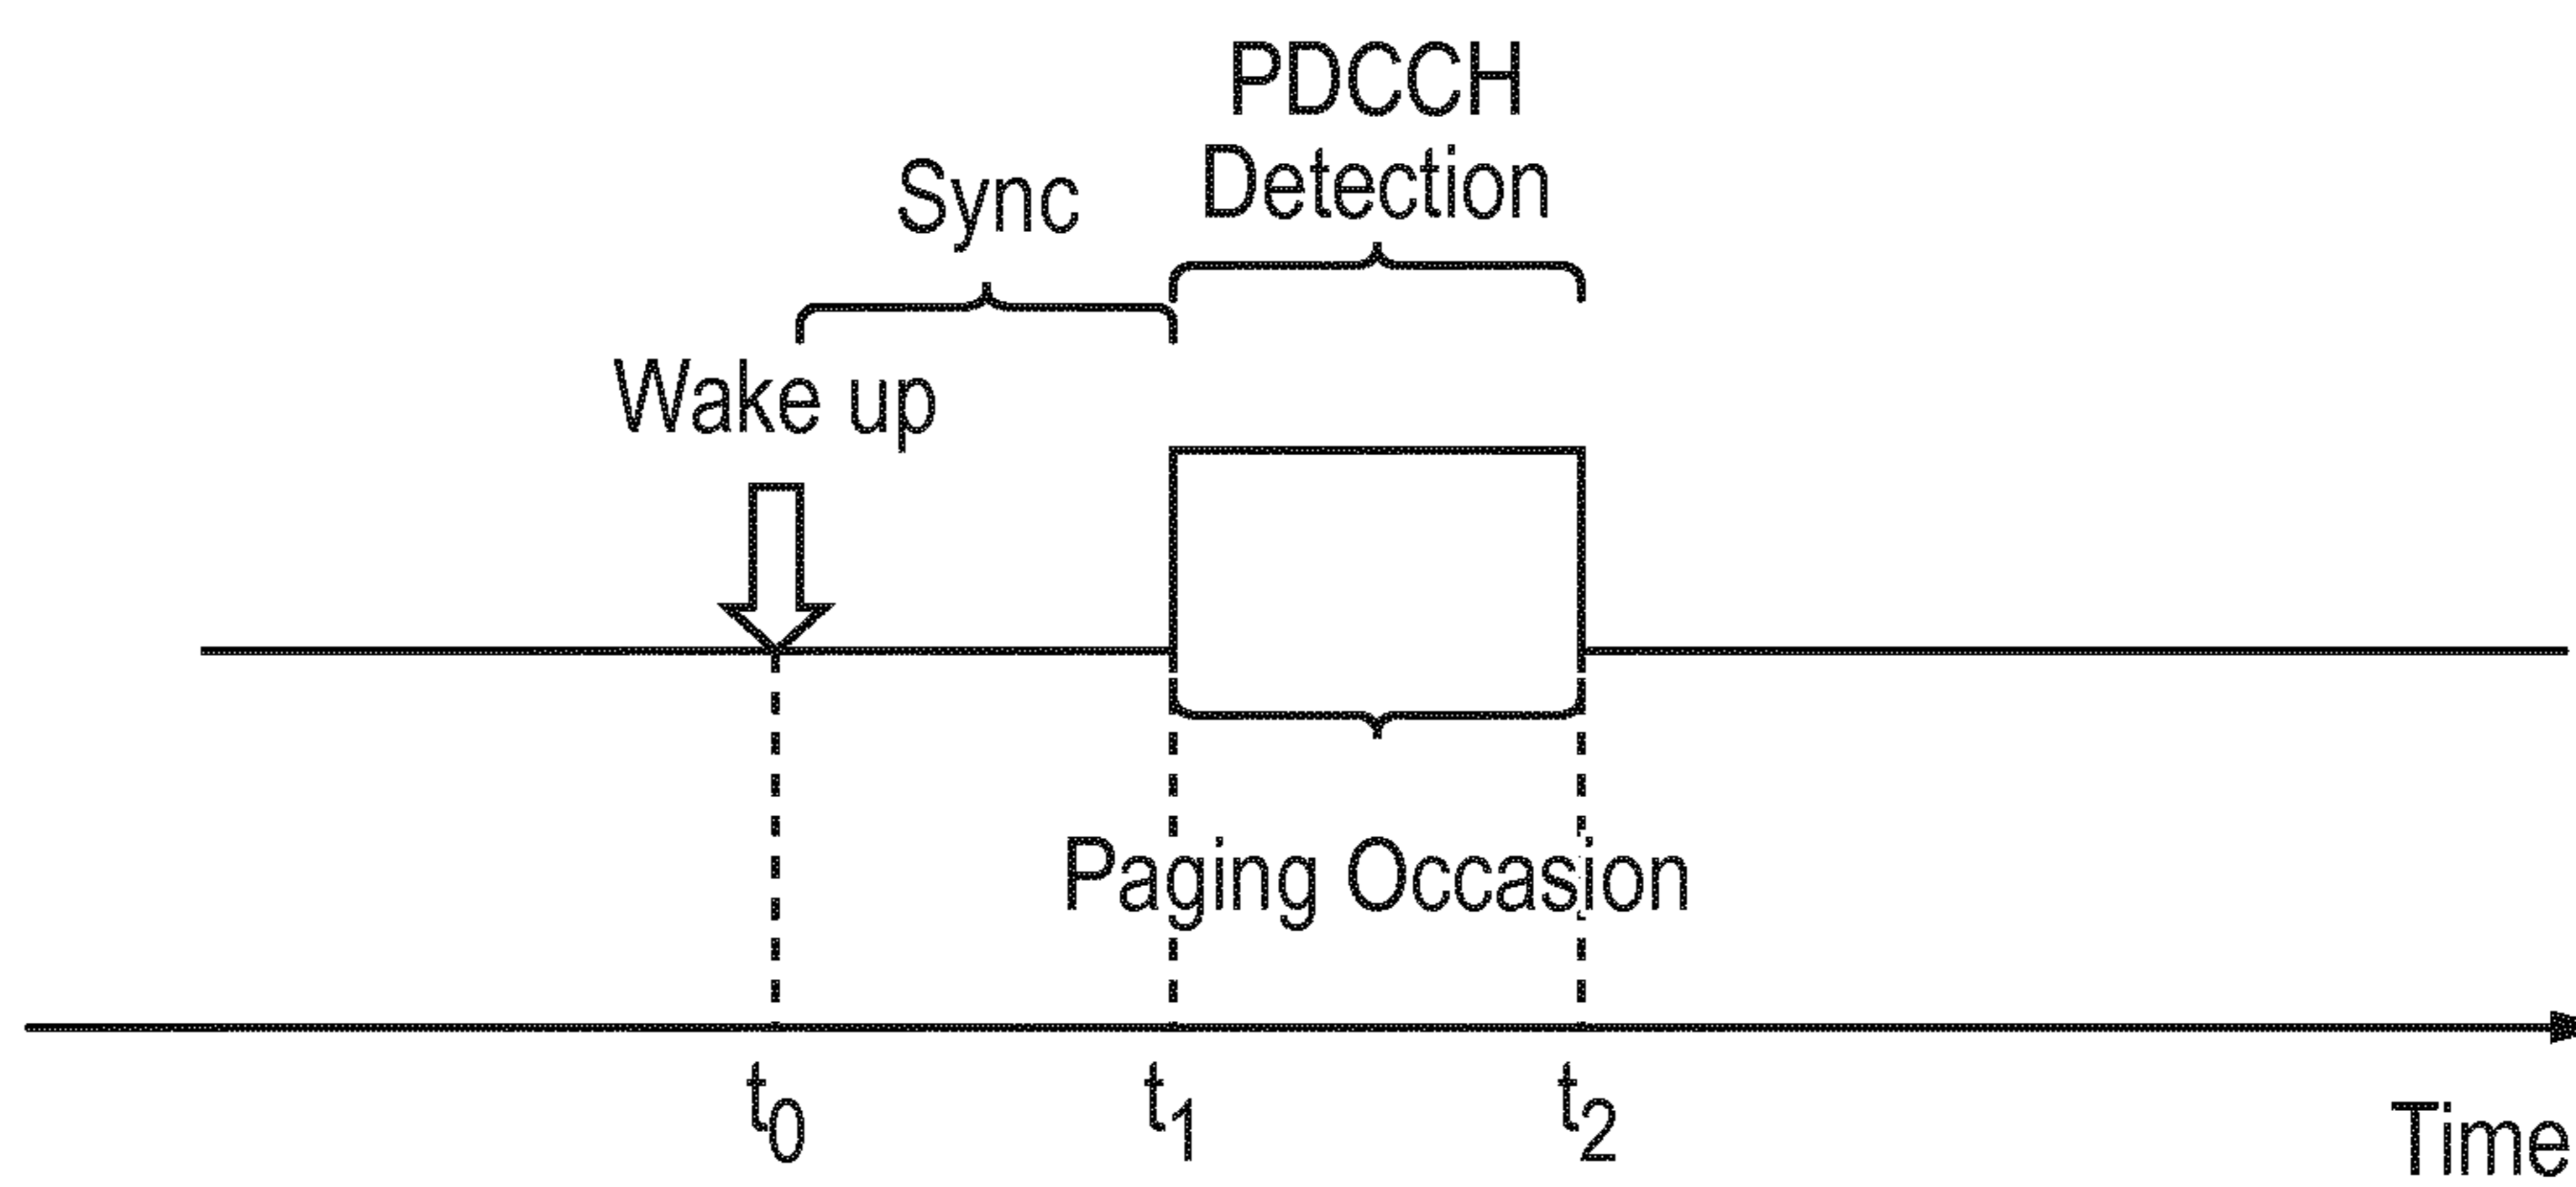 PDCCH
Detection
Sync
Wake up
Paging Occasion
t0
t1
t2
Time